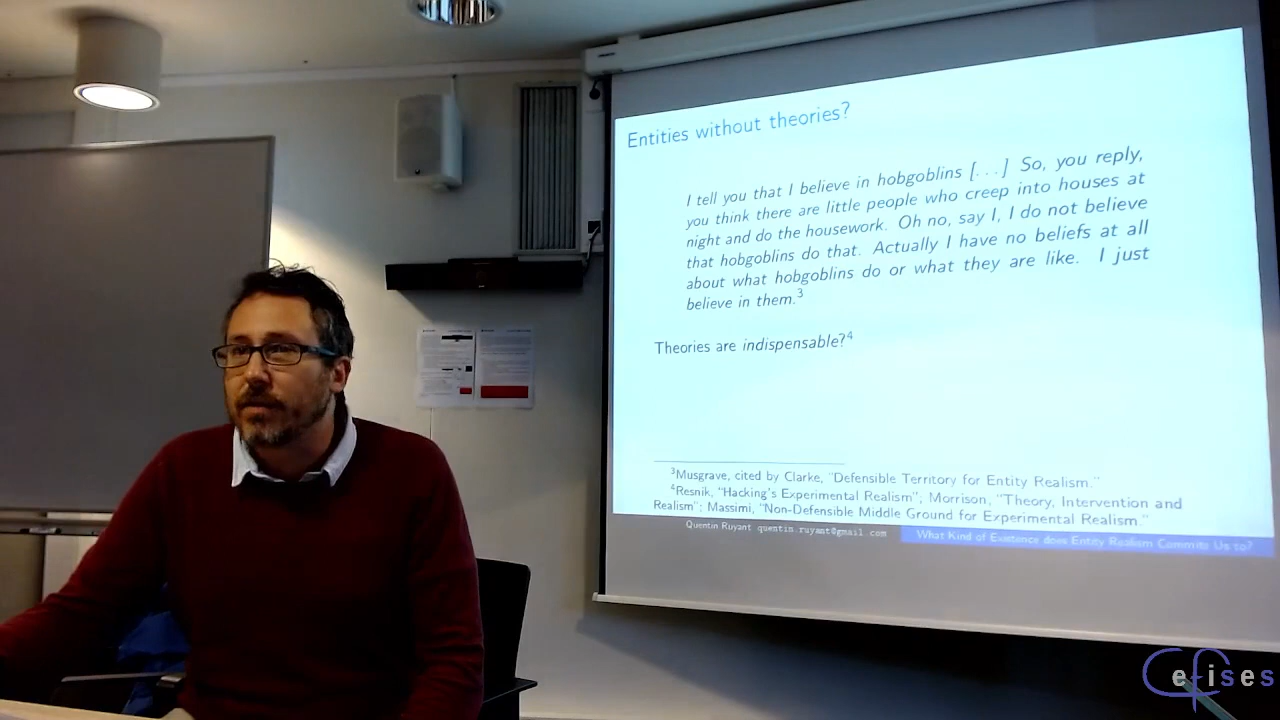 Entities without theories?
I tell you that I believe in hobgoblins [...] So, you reply,
you think there are little people who creep into houses at
night and do the housework. Oh no, say I, I do not believe
that hobgoblins do that. Actually I have no beliefs at all
about what hobgoblins do or what they are like. I just
believe in them.³
Theories are indispensable?⁴
³Musgrave, cited by Clarke, "Defensible Territory for Entity Realism."
⁴Resnik, "Hacking's Experimental Realism"; Morrison, "Theory, Intervention and
Realism"; Massimi, "Non-Defensible Middle Ground for Experimental Realism."
Quentin Ruyant quentin.ruyant@gmail.com
What Kind of Existence does Entity Realism Commits Us to?
Cefises